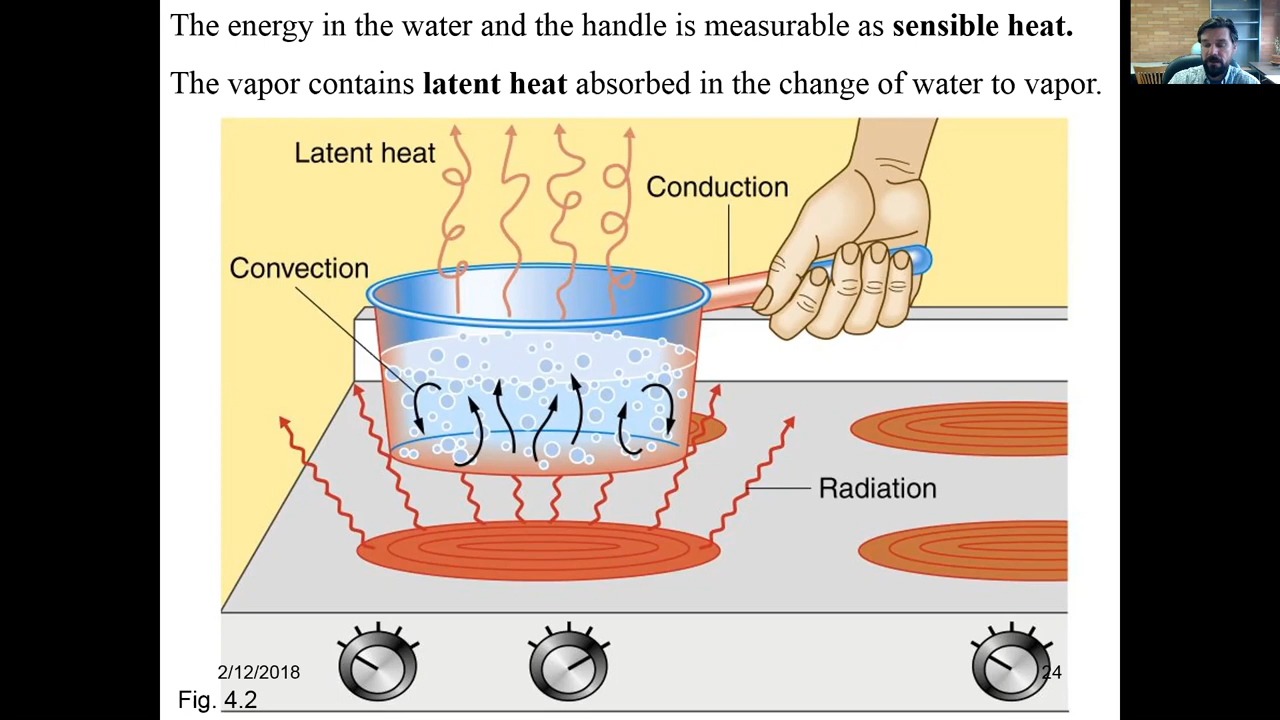 The energy in the water and the handle is measurable as sensible heat.
The vapor contains latent heat absorbed in the change of water to vapor.
Latent heat
Conduction
Convection
Radiation
2/12/2018
24
Fig. 4.2